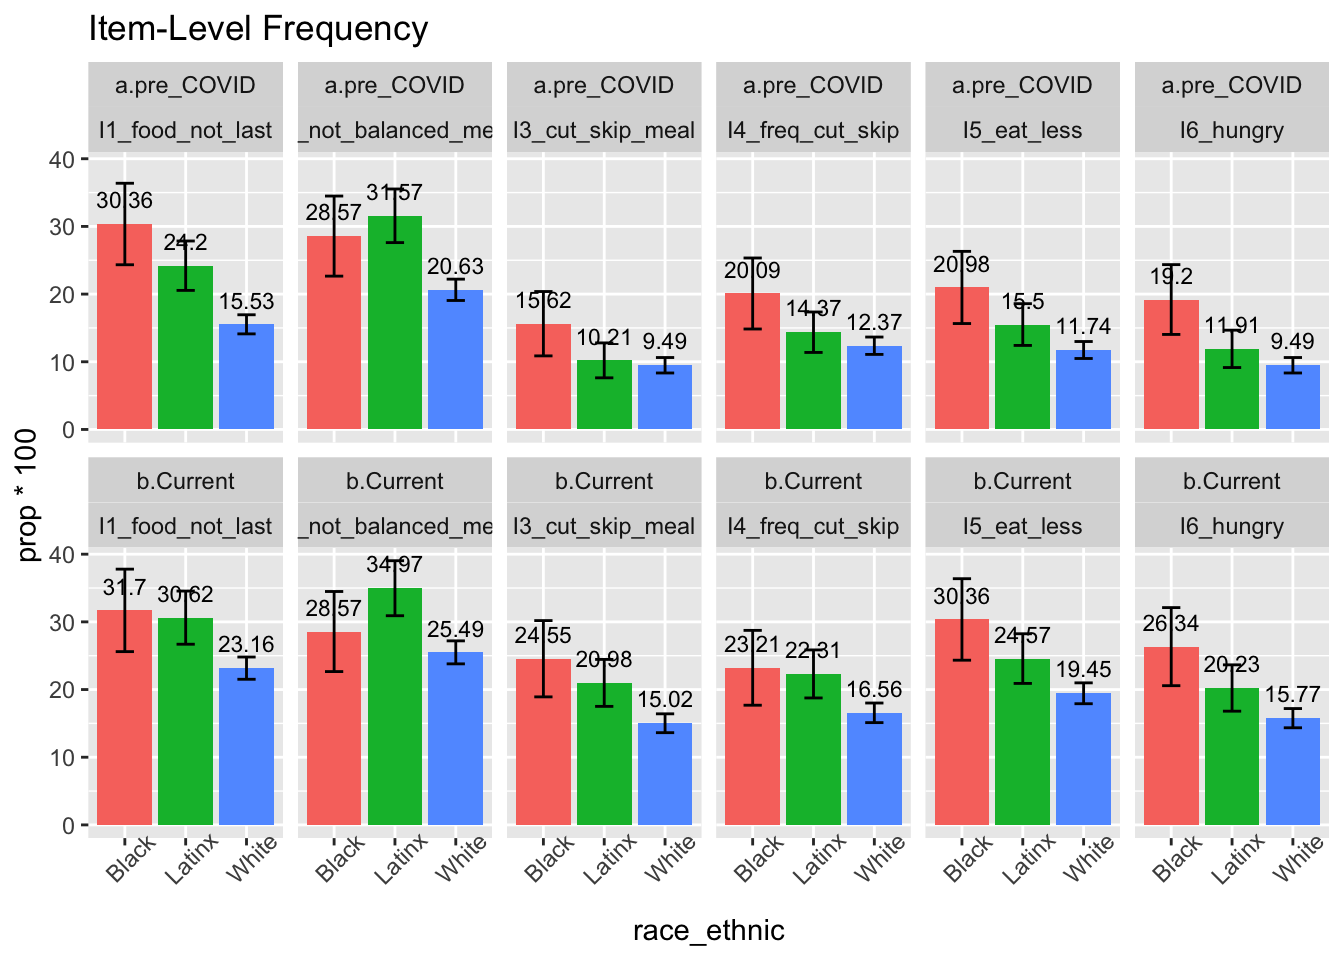 Item-Level Frequency
a.pre_COVID a.pre_COVID a.pre_COVID a.pre_COVID a.pre_COVID a.pre_COVID
I1_food_not_last _not_balanced_me I3_cut_skip_meal I4_freq_cut_skip I5_eat_less I6_hungry
40
30
20
10
0
30.36 24.2 15.53
28.57 31.57 20.63
15.62 10.21 9.49
20.09 14.37 12.37
20.98 15.5 11.74
19.2 11.91 9.49
prop * 100
b.Current b.Current b.Current b.Current b.Current b.Current
I1_food_not_last _not_balanced_me I3_cut_skip_meal I4_freq_cut_skip I5_eat_less I6_hungry
40
30
20
10
0
31.7 30.62 23.16
28.57 34.97 25.49
24.55 20.98 15.02
23.21 22.31 16.56
30.36 24.57 19.45
26.34 20.23 15.77
Black Latinx White Black Latinx White Black Latinx White Black Latinx White Black Latinx White Black Latinx White
race_ethnic